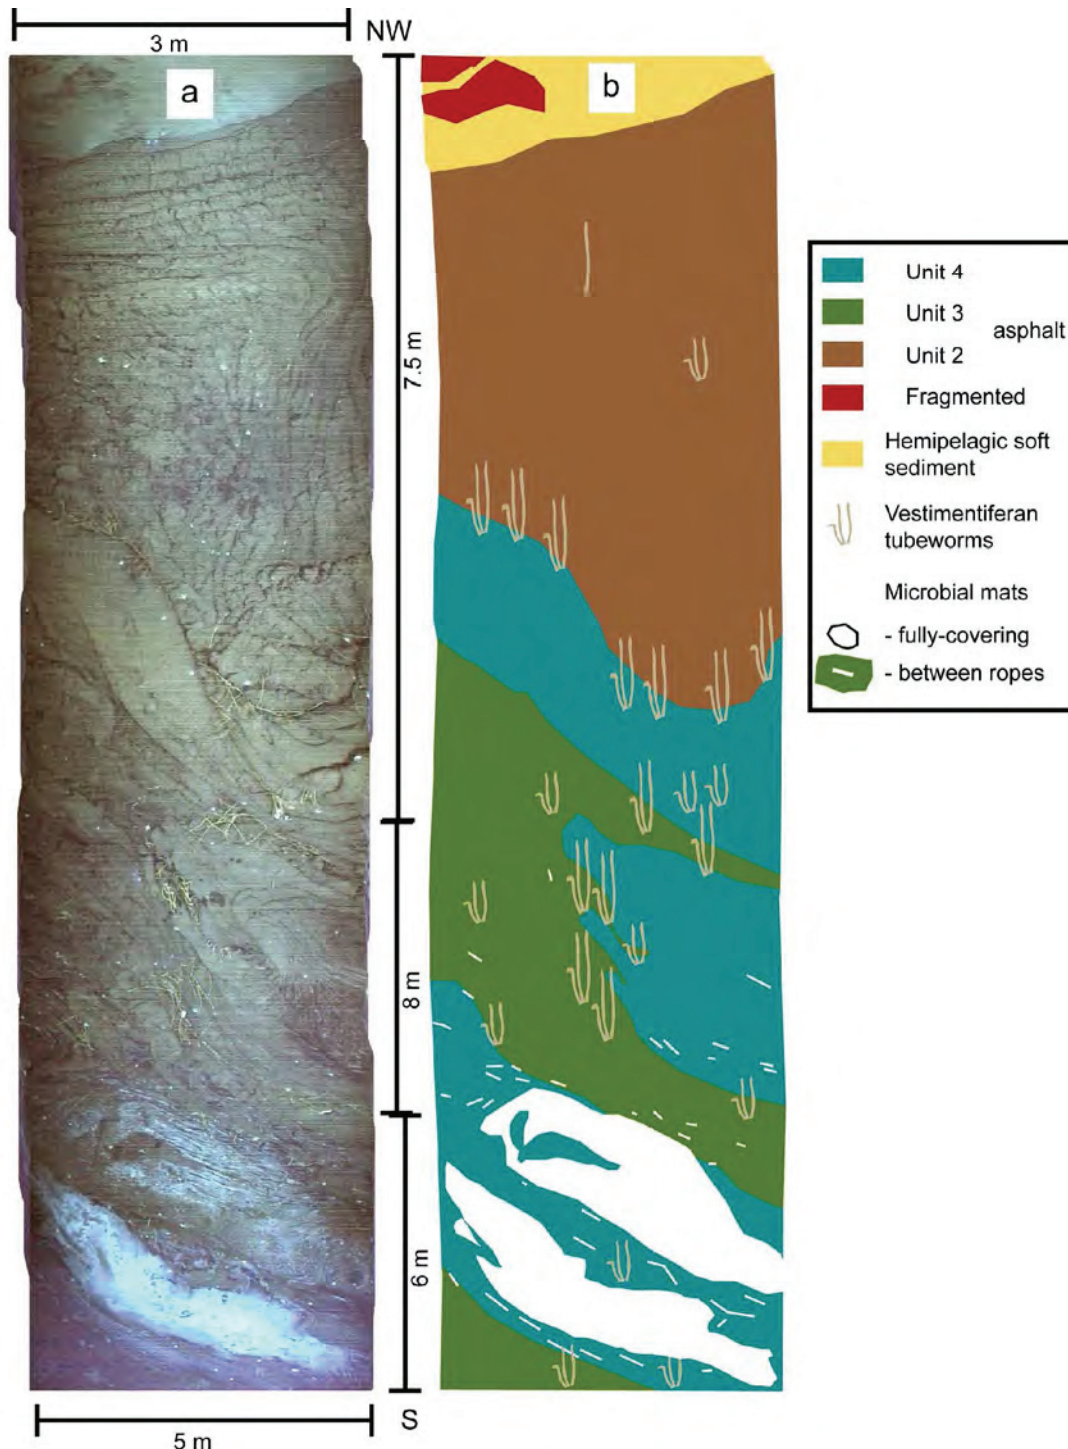 3 m
NW
a
b
7.5 m
8 m
6 m
S
5 m
Unit 4
Unit 3
asphalt
Unit 2
Fragmented
Hemipelagic soft
sediment
Vestimentiferan
tubeworms
Microbial mats
- fully-covering
- between ropes